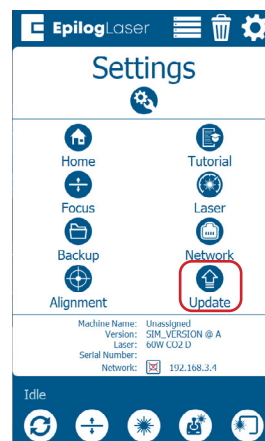 EpilogLaser
Settings
Home Tutorial
Focus Laser
Backup Network
Alignment Update
Machine Name: Unassigned
Version: SIM_VERSION @ A
Laser: 60W CO2 D
Serial Number:
Network: 192.168.3.4
Idle